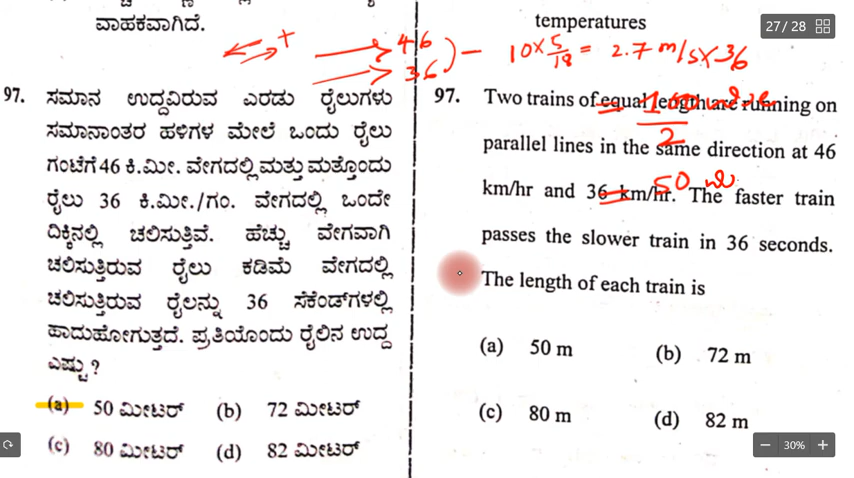 ವಾಹಕವಾಗಿದೆ.
97. ಸಮಾನ ಉದ್ದವಿರುವ ಎರಡು ರೈಲುಗಳು
ಸಮಾನಾಂತರ ಹಳಿಗಳ ಮೇಲೆ ಒಂದು ರೈಲು
ಗಂಟೆಗೆ 46 ಕಿ.ಮೀ. ವೇಗದಲ್ಲಿ ಮತ್ತು ಮತ್ತೊಂದು
ರೈಲು 36 ಕಿ.ಮೀ./ಗಂ. ವೇಗದಲ್ಲಿ ಒಂದೇ
ದಿಕ್ಕಿನಲ್ಲಿ ಚಲಿಸುತ್ತಿವೆ. ಹೆಚ್ಚು ವೇಗವಾಗಿ
ಚಲಿಸುತ್ತಿರುವ ರೈಲು ಕಡಿಮೆ ವೇಗದಲ್ಲಿ
ಚಲಿಸುತ್ತಿರುವ ರೈಲನ್ನು 36 ಸೆಕೆಂಡ್‌ಗಳಲ್ಲಿ
ಹಾದುಹೋಗುತ್ತದೆ. ಪ್ರತಿಯೊಂದು ರೈಲಿನ ಉದ್ದ
ಎಷ್ಟು?
(a) 50 ಮೀಟರ್ (b) 72 ಮೀಟರ್
(c) 80 ಮೀಟರ್ (d) 82 ಮೀಟರ್
temperatures
27 / 28
+ 46
36 ) − 10 × 5/18 = 2.7 m/s × 36
97. Two trains of equal length are running on
100
2
parallel lines in the same direction at 46
50
km/hr and 36 km/hr. The faster train
passes the slower train in 36 seconds.
The length of each train is
(a) 50 m (b) 72 m
(c) 80 m (d) 82 m
− 30% +